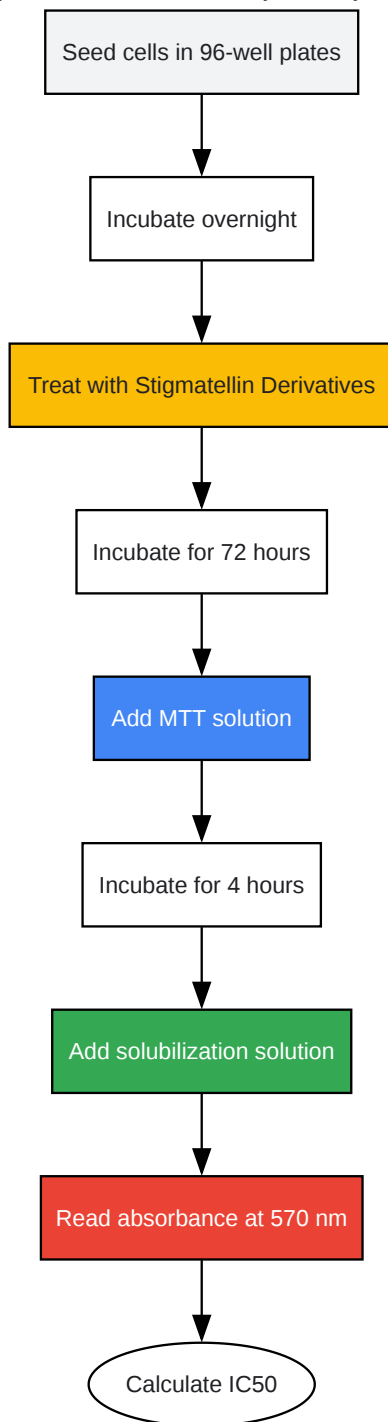 Seed cells in 96-well plates
Incubate overnight
Treat with Stigmatellin Derivatives
Incubate for 72 hours
Add MTT solution
Incubate for 4 hours
Add solubilization solution
Read absorbance at 570 nm
Calculate IC50